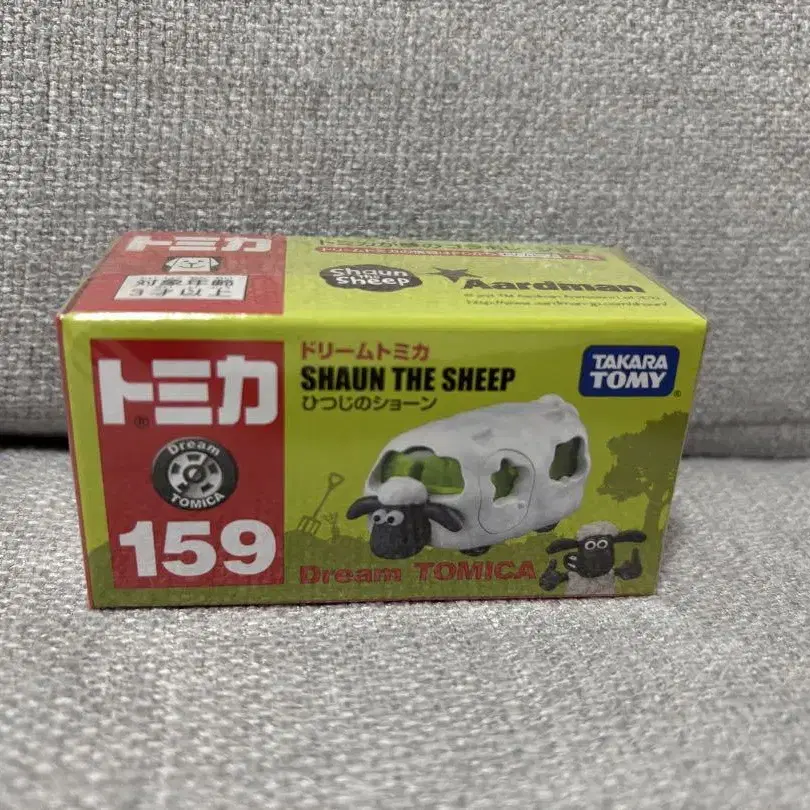 トミカ
対象年齢
3才以上
Shaun
the
Sheep
Aardman
トミカ
Dream
TOMICA
159
ドリームトミカ
SHAUN THE SHEEP
ひつじのショーン
TAKARA
TOMY
Dream TOMICA